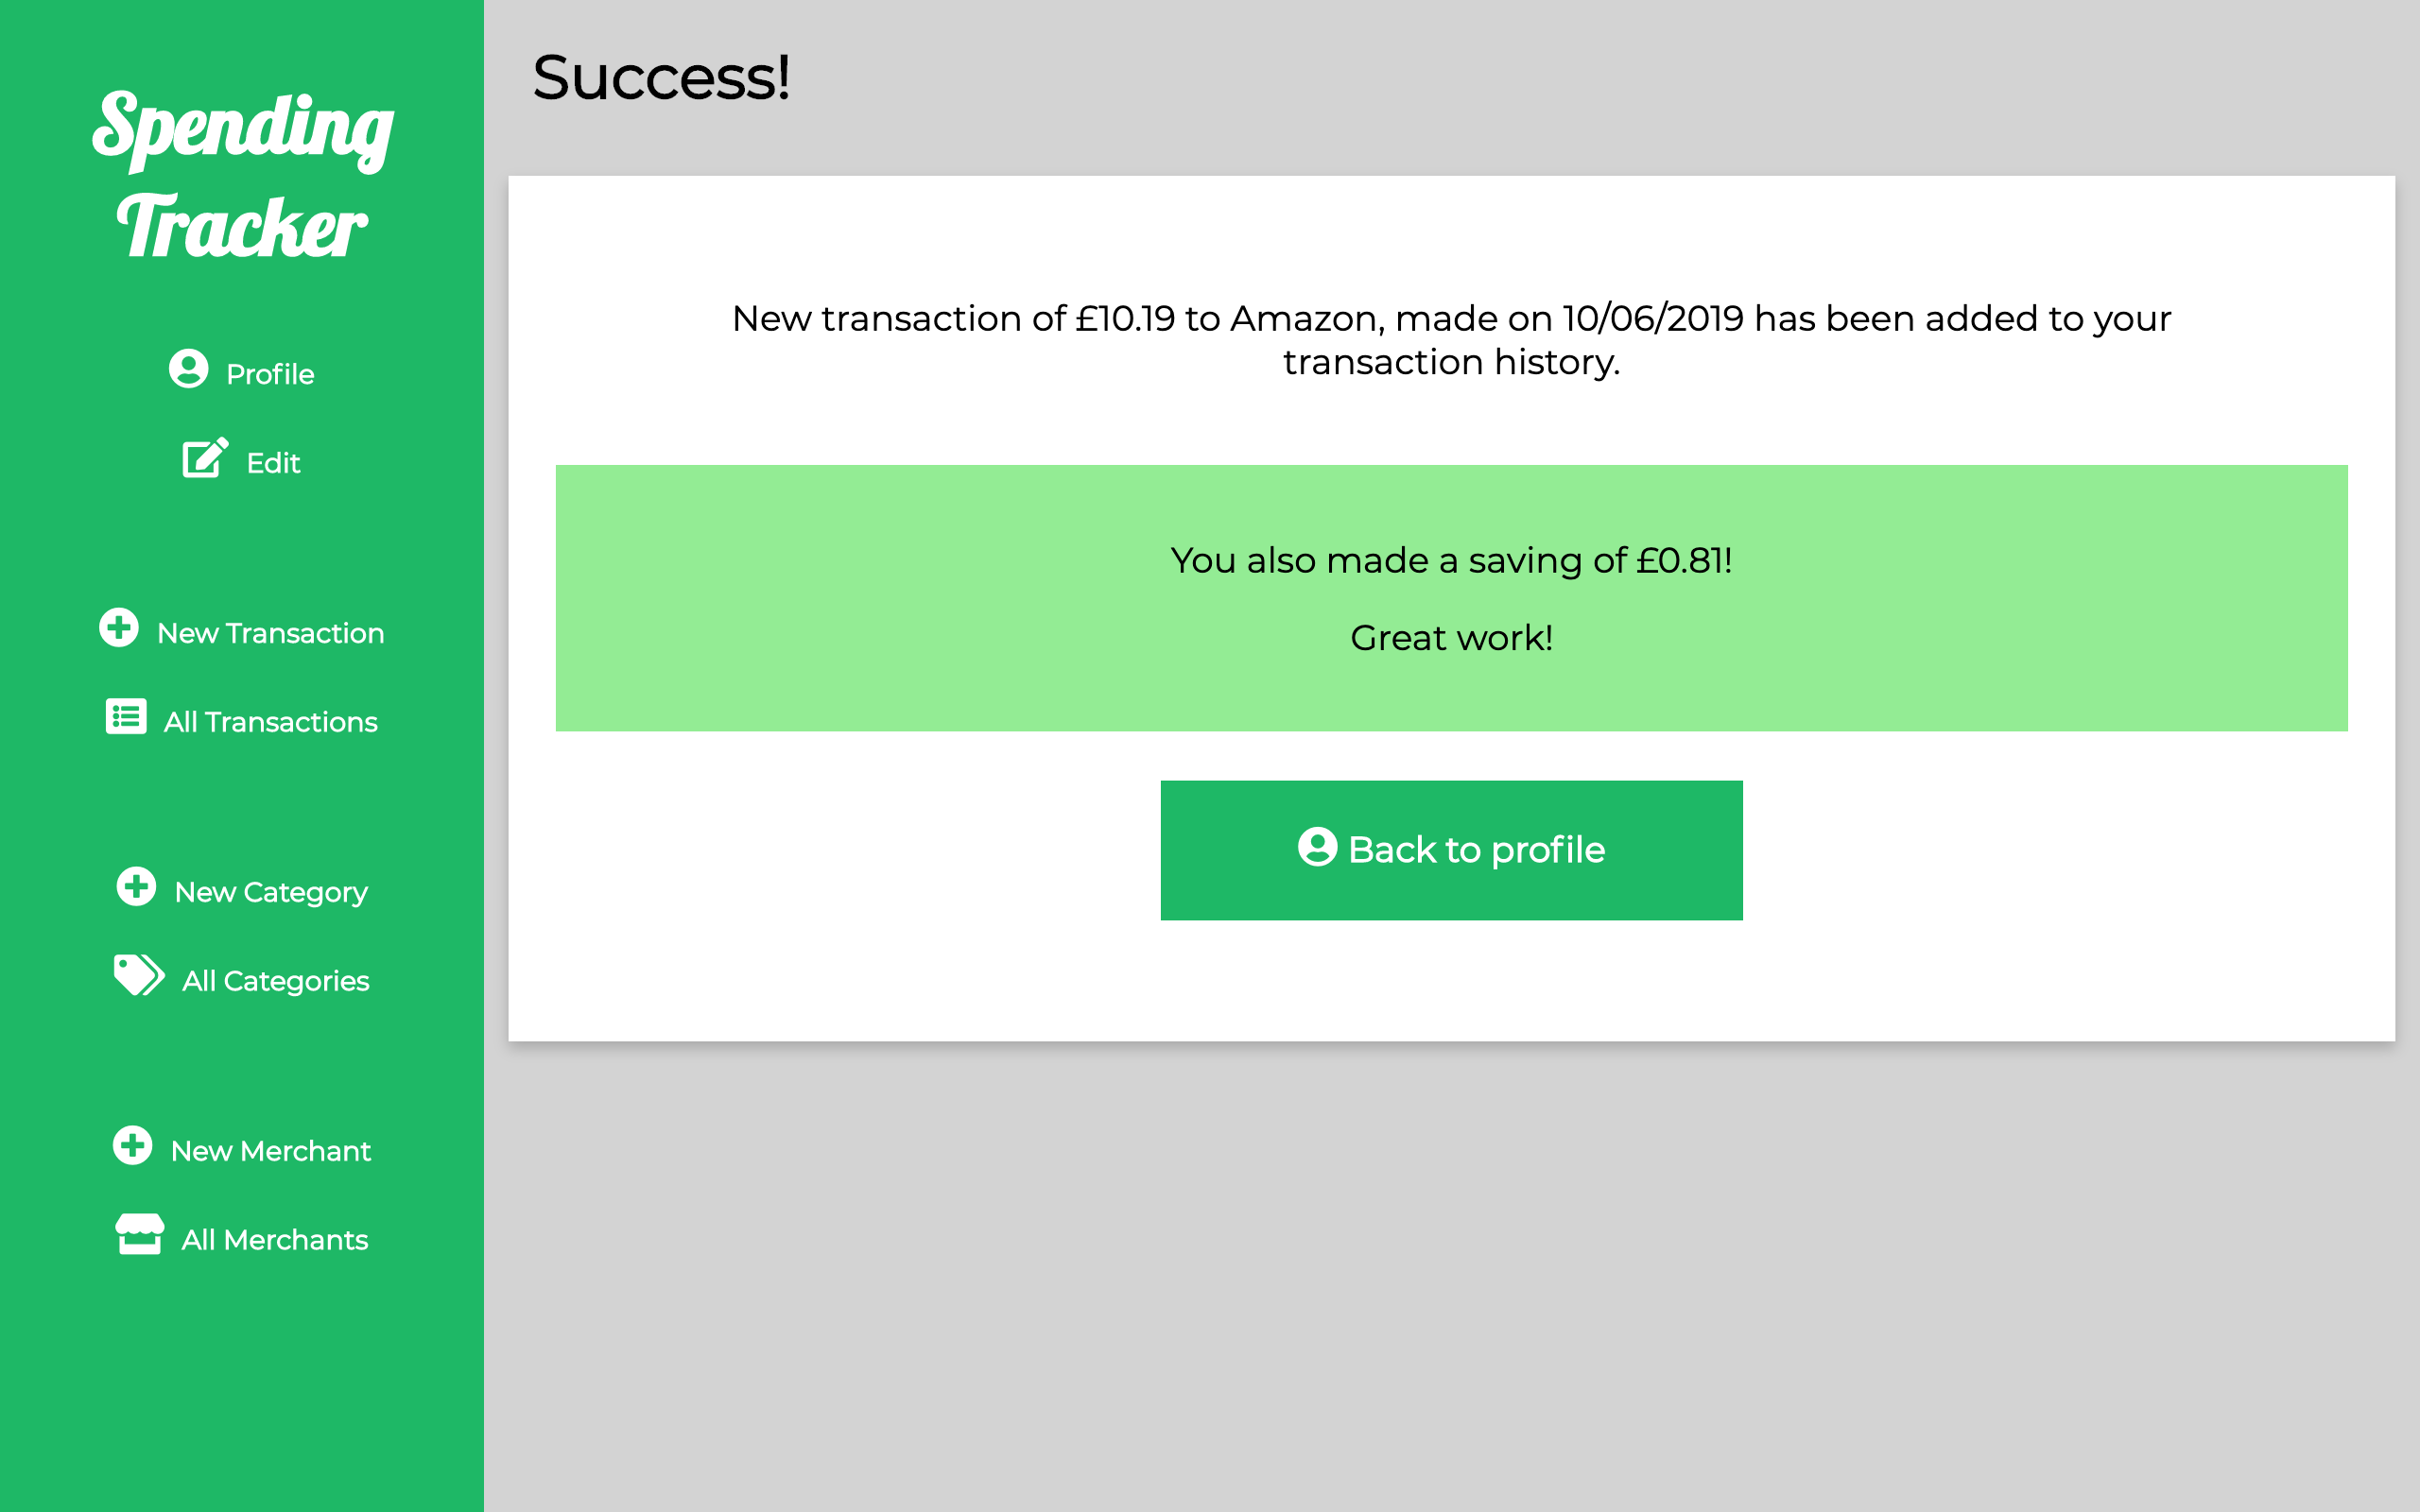 Spending
Tracker
Profile
Edit
New Transaction
All Transactions
New Category
All Categories
New Merchant
All Merchants
Success!
New transaction of £10.19 to Amazon, made on 10/06/2019 has been added to your
transaction history.
You also made a saving of £0.81!
Great work!
Back to profile